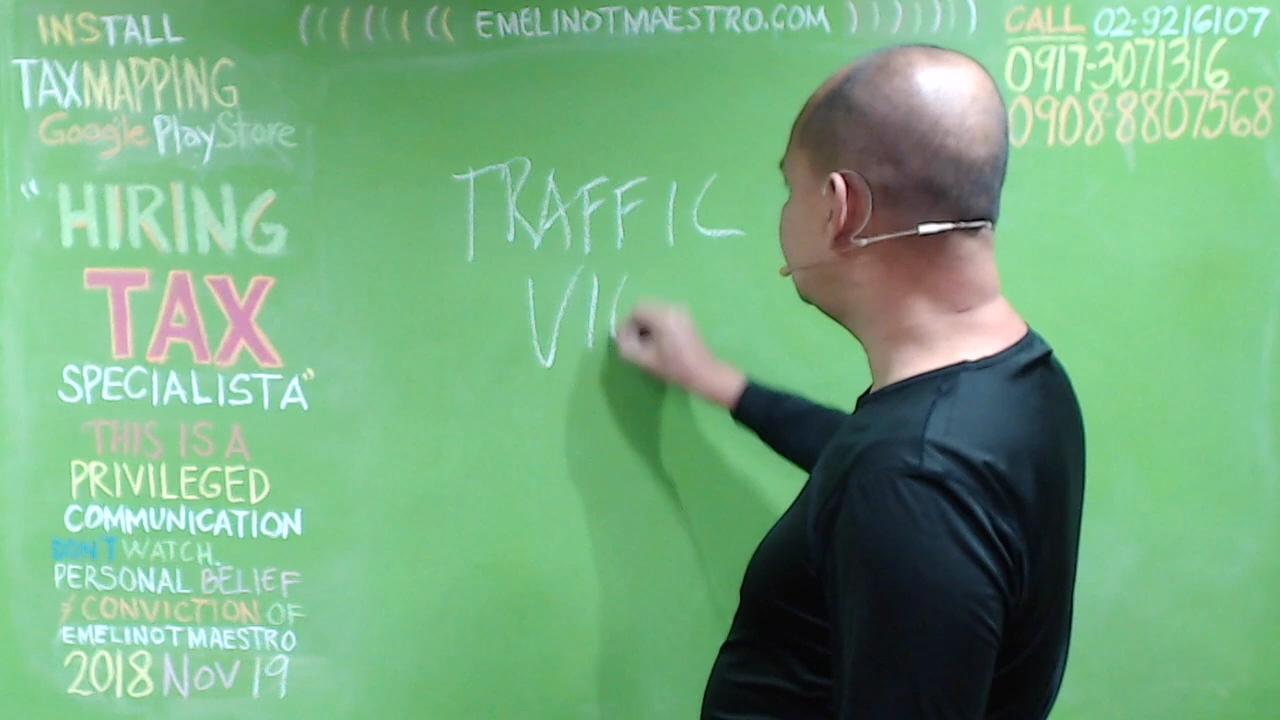 INSTALL
TAXMAPPING
Google PlayStore
"HIRING
TAX
SPECIALISTA"
THIS IS A
PRIVILEGED
COMMUNICATION
DON'T WATCH.
PERSONAL BELIEF
& CONVICTION OF
EMELINOTMAESTRO
2018 NOV 19
((((((( EMELINOTMAESTRO.COM )))))))
CALL 02-9216107
0917-3071316
0908-8807568
TRAFFIC
VI